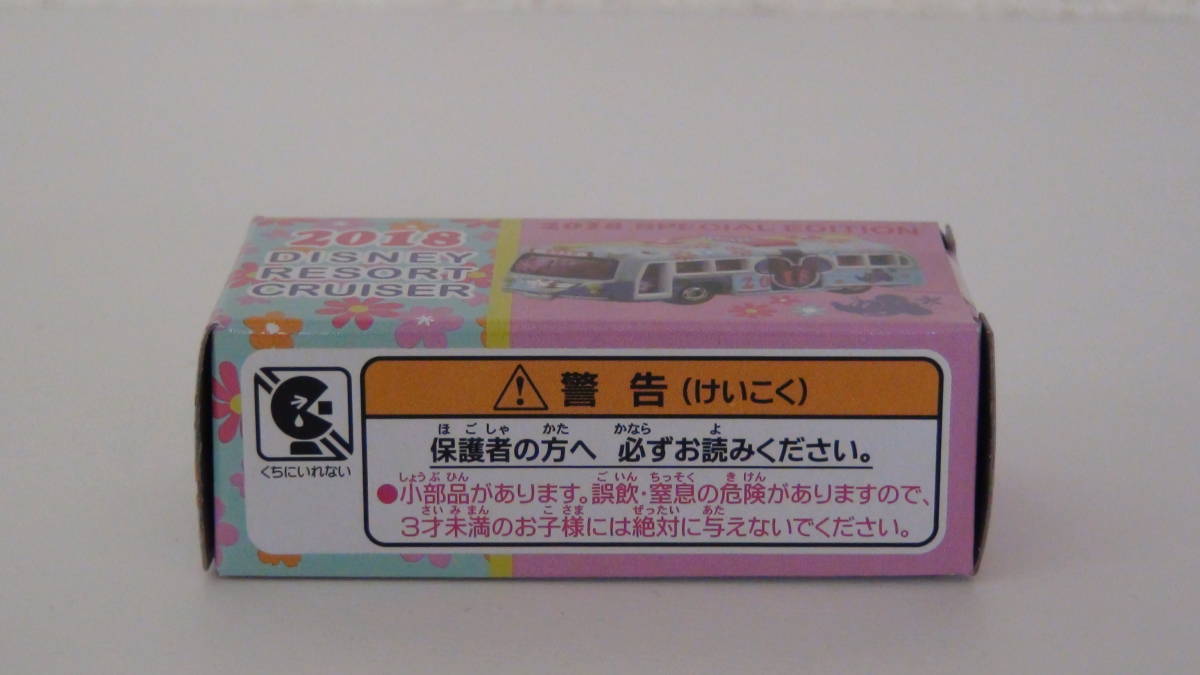 2018
DISNEY
RESORT
CRUISER
2018 SPECIAL EDITION
2018
警告(けいこく)
ほごしゃ かた かなら よ
保護者の方へ 必ずお読みください。
しょうぶひん ごいん ちっそく きけん
●小部品があります。誤飲・窒息の危険がありますので、
さいみまん こさま ぜったい あた
3才未満のお子様には絶対に与えないでください。
くちにいれない